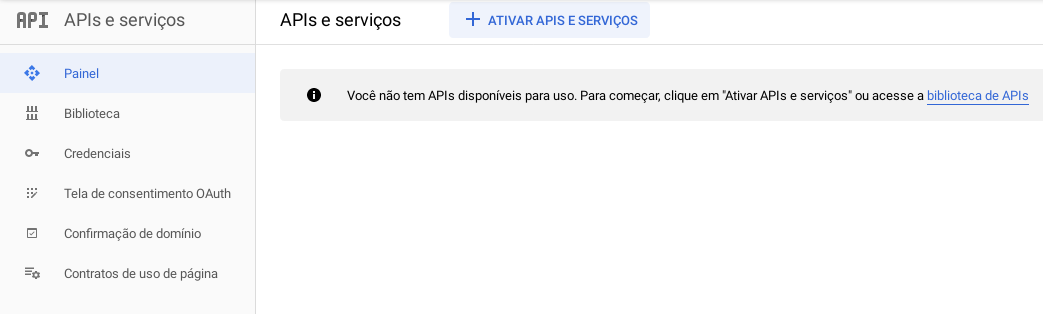 API APIs e serviços
APIs e serviços
ATIVAR APIS E SERVIÇOS
Painel
Biblioteca
Credenciais
Tela de consentimento OAuth
Confirmação de domínio
Contratos de uso de página
Você não tem APIs disponíveis para uso. Para começar, clique em "Ativar APIs e serviços" ou acesse a biblioteca de APIs